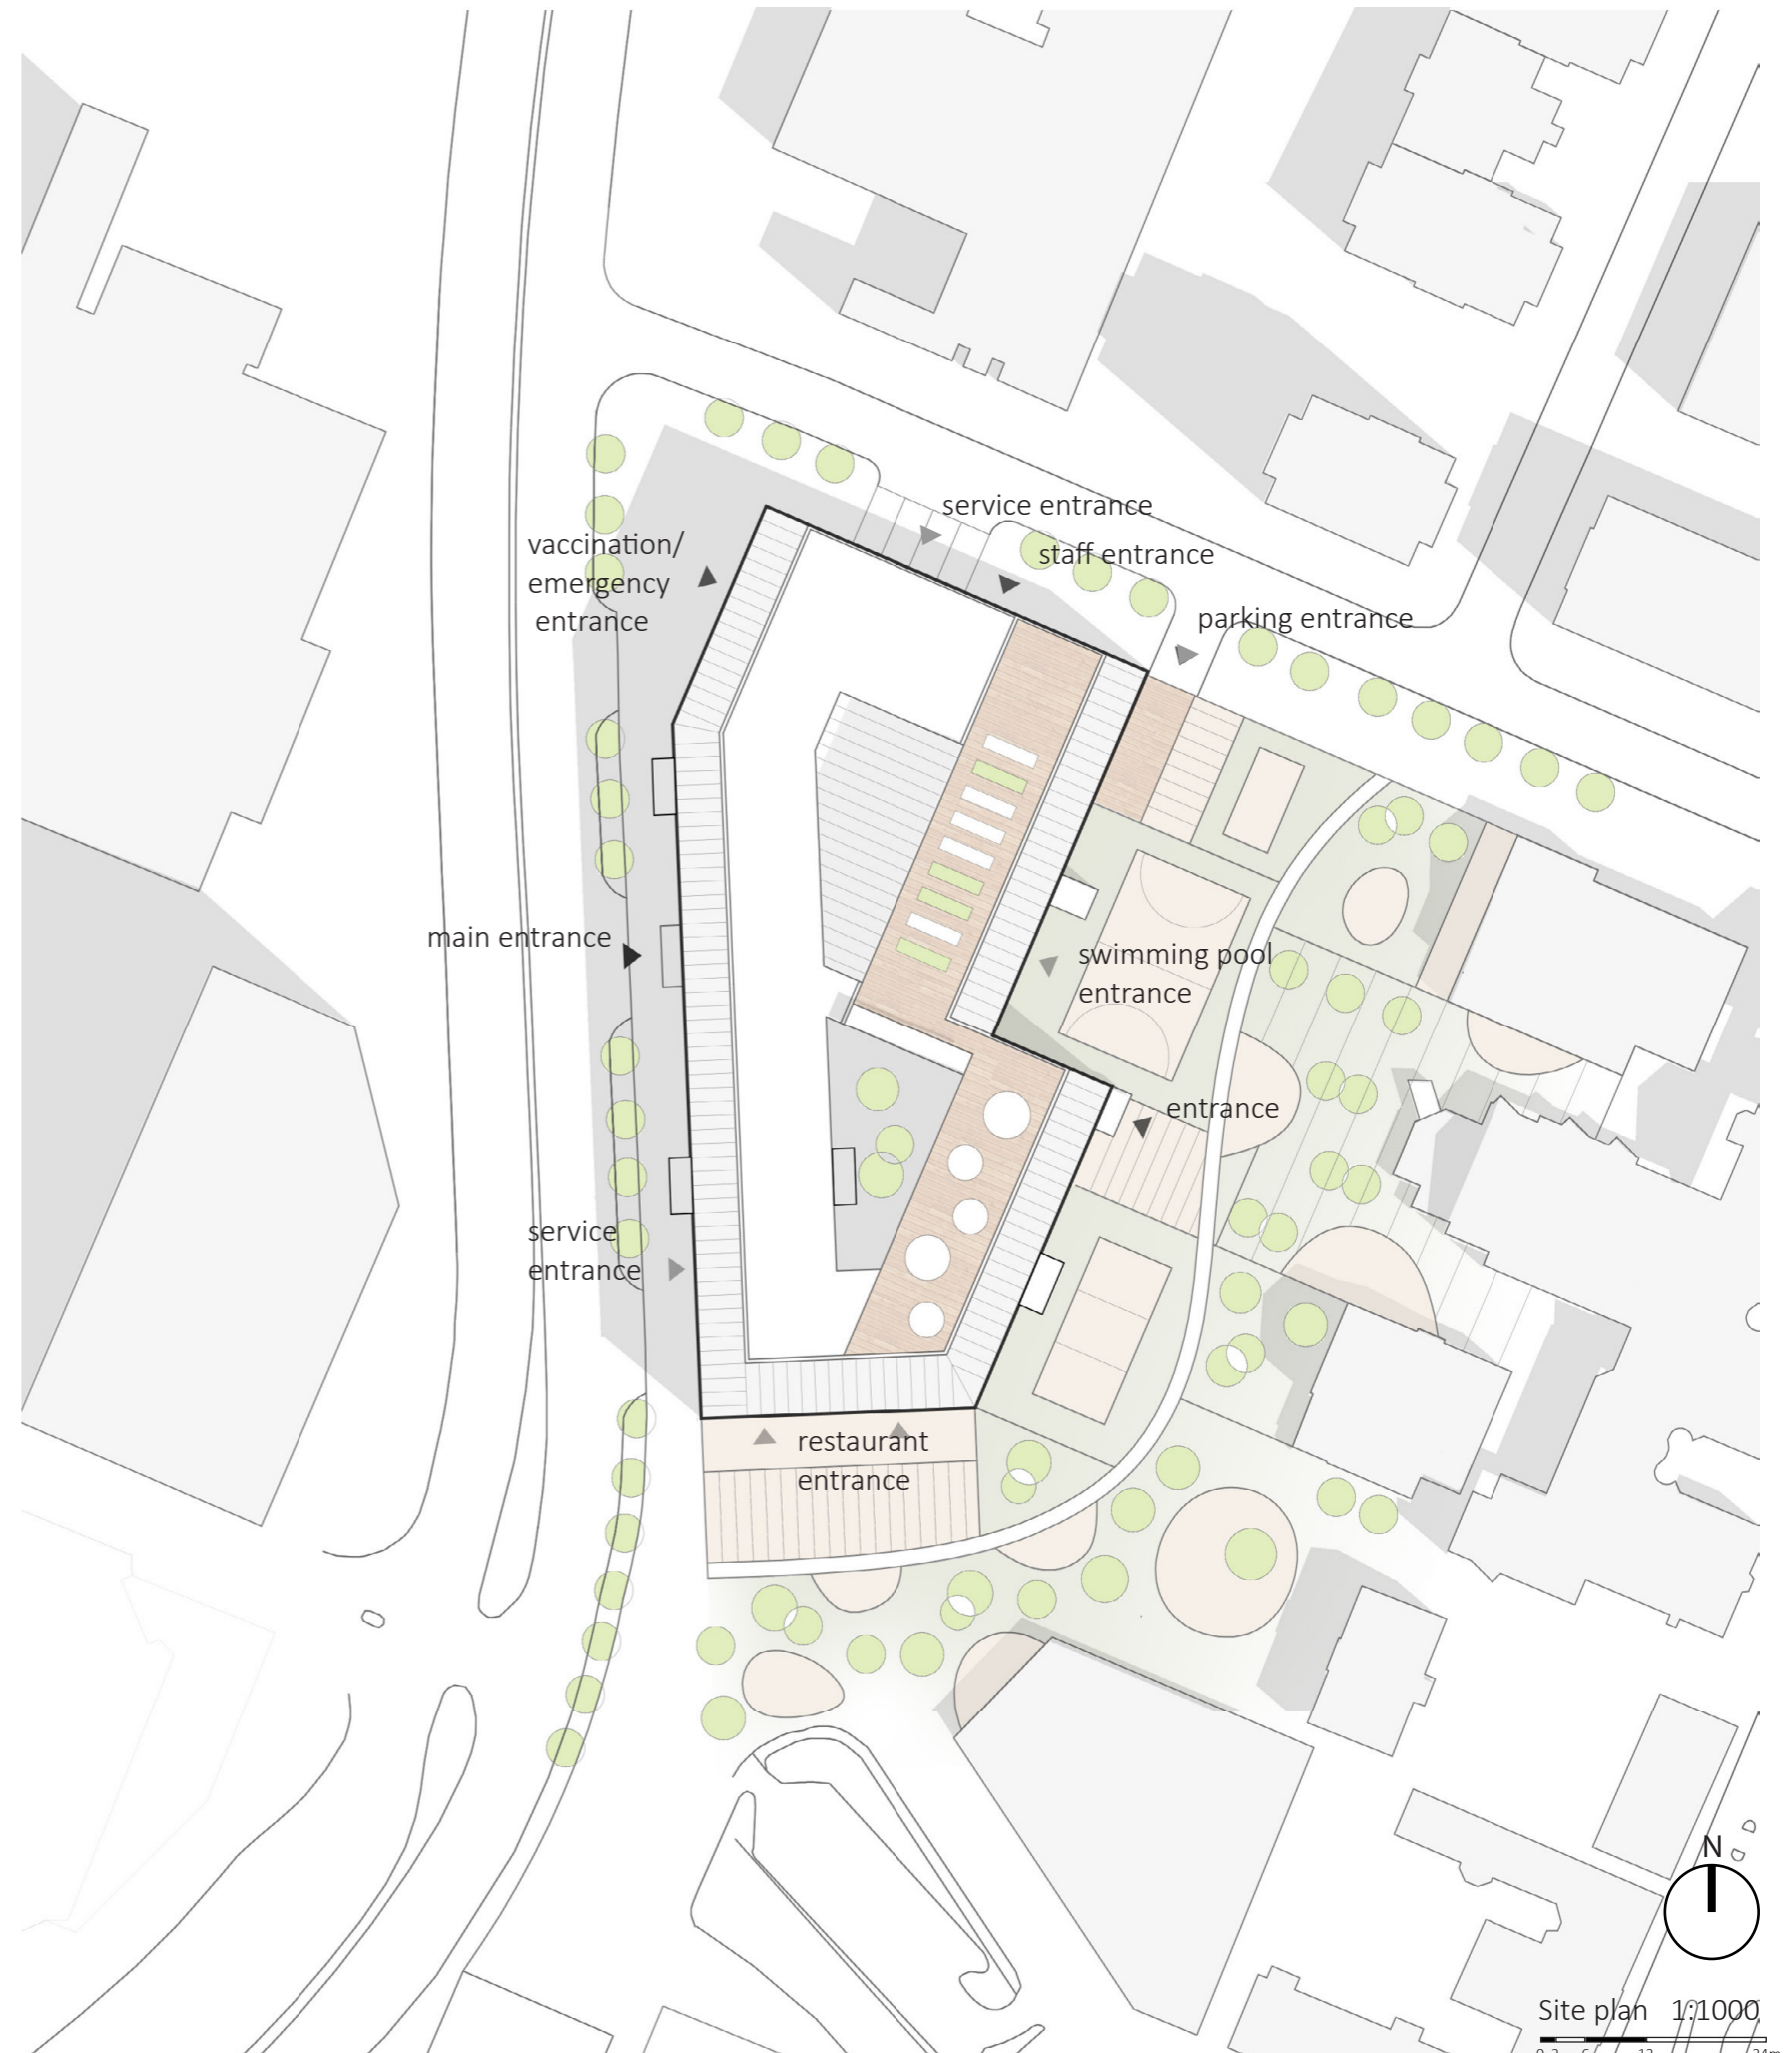 service entrance
vaccination/
emergency
entrance
staff entrance
parking entrance
main entrance
swimming pool
entrance
entrance
service
entrance
restaurant
entrance
N
Site plan 1:1000